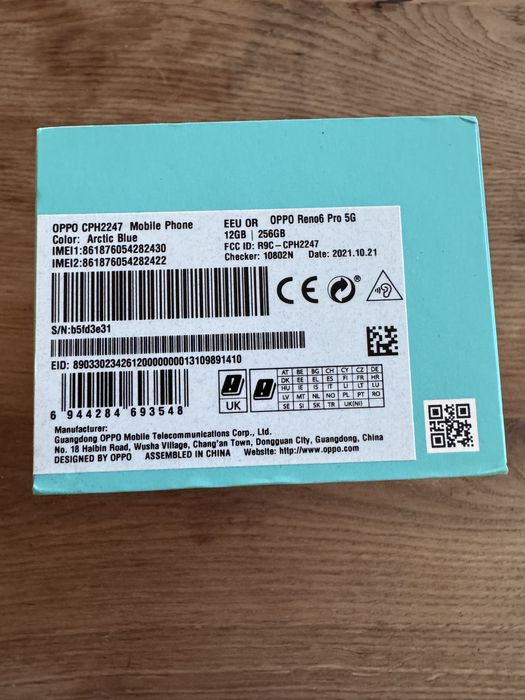 OPPO CPH2247 Mobile Phone
Color: Arctic Blue
IMEI1:861876054282430
IMEI2:861876054282422
EEU OR OPPO Reno6 Pro 5G
12GB | 256GB
FCC ID: R9C-CPH2247
Checker: 10802N Date: 2021.10.21
CE
S/N:b5fd3e31
EID: 89033023426120000000013109891410
6 944284 693548
UK
AT BE BG CH CY CZ DE
DK EE EL ES FI FR HR
HU IE IS IT LI LT LU
LV MT NL NO PL PT RO
SE SI SK TR UK(NI)
Manufacturer:
Guangdong OPPO Mobile Telecommunications Corp., Ltd.
No. 18 Haibin Road, Wusha Village, Chang'an Town, Dongguan City, Guangdong, China
DESIGNED BY OPPO ASSEMBLED IN CHINA Website: http://www.oppo.com